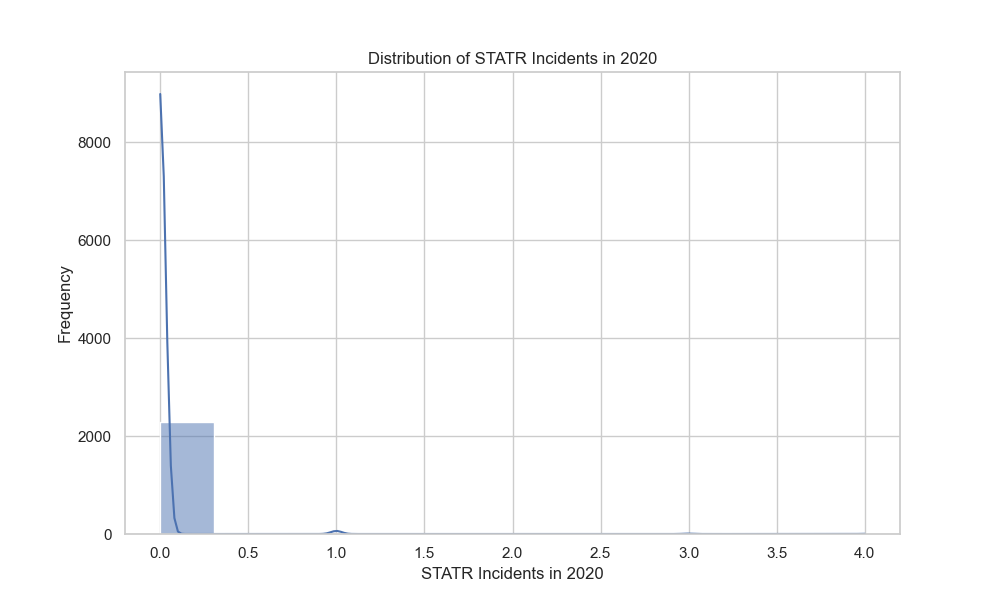 Distribution of STATR Incidents in 2020
8000
6000
4000
2000
0
Frequency
0.0 0.5 1.0 1.5 2.0 2.5 3.0 3.5 4.0
STATR Incidents in 2020